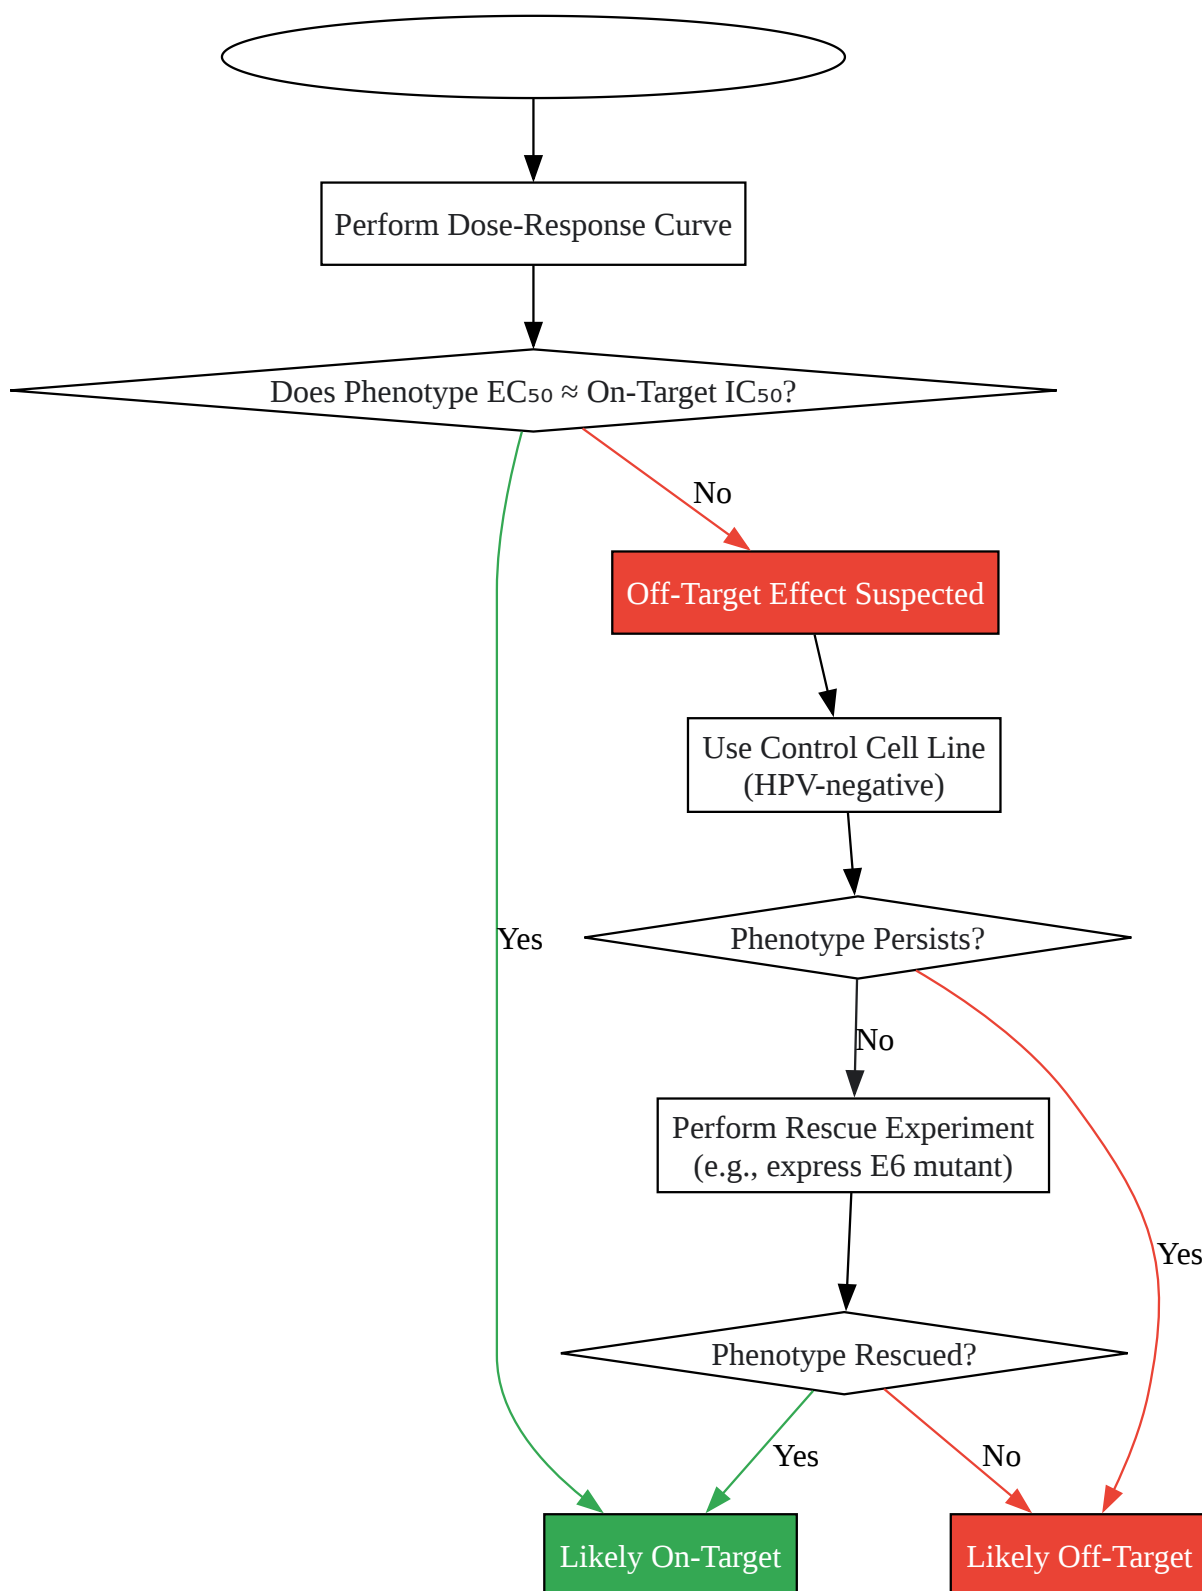 Perform Dose-Response Curve
Does Phenotype EC₅₀ ≈ On-Target IC₅₀?
No
Off-Target Effect Suspected
Use Control Cell Line
(HPV-negative)
Yes
Phenotype Persists?
No
Perform Rescue Experiment
(e.g., express E6 mutant)
Yes
Phenotype Rescued?
Yes
No
Likely On-Target
Likely Off-Target